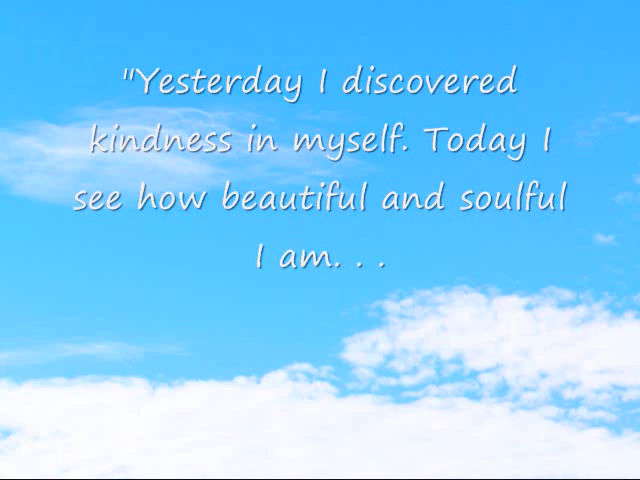 "Yesterday I discovered
kindness in myself. Today I
see how beautiful and soulful
I am. . .